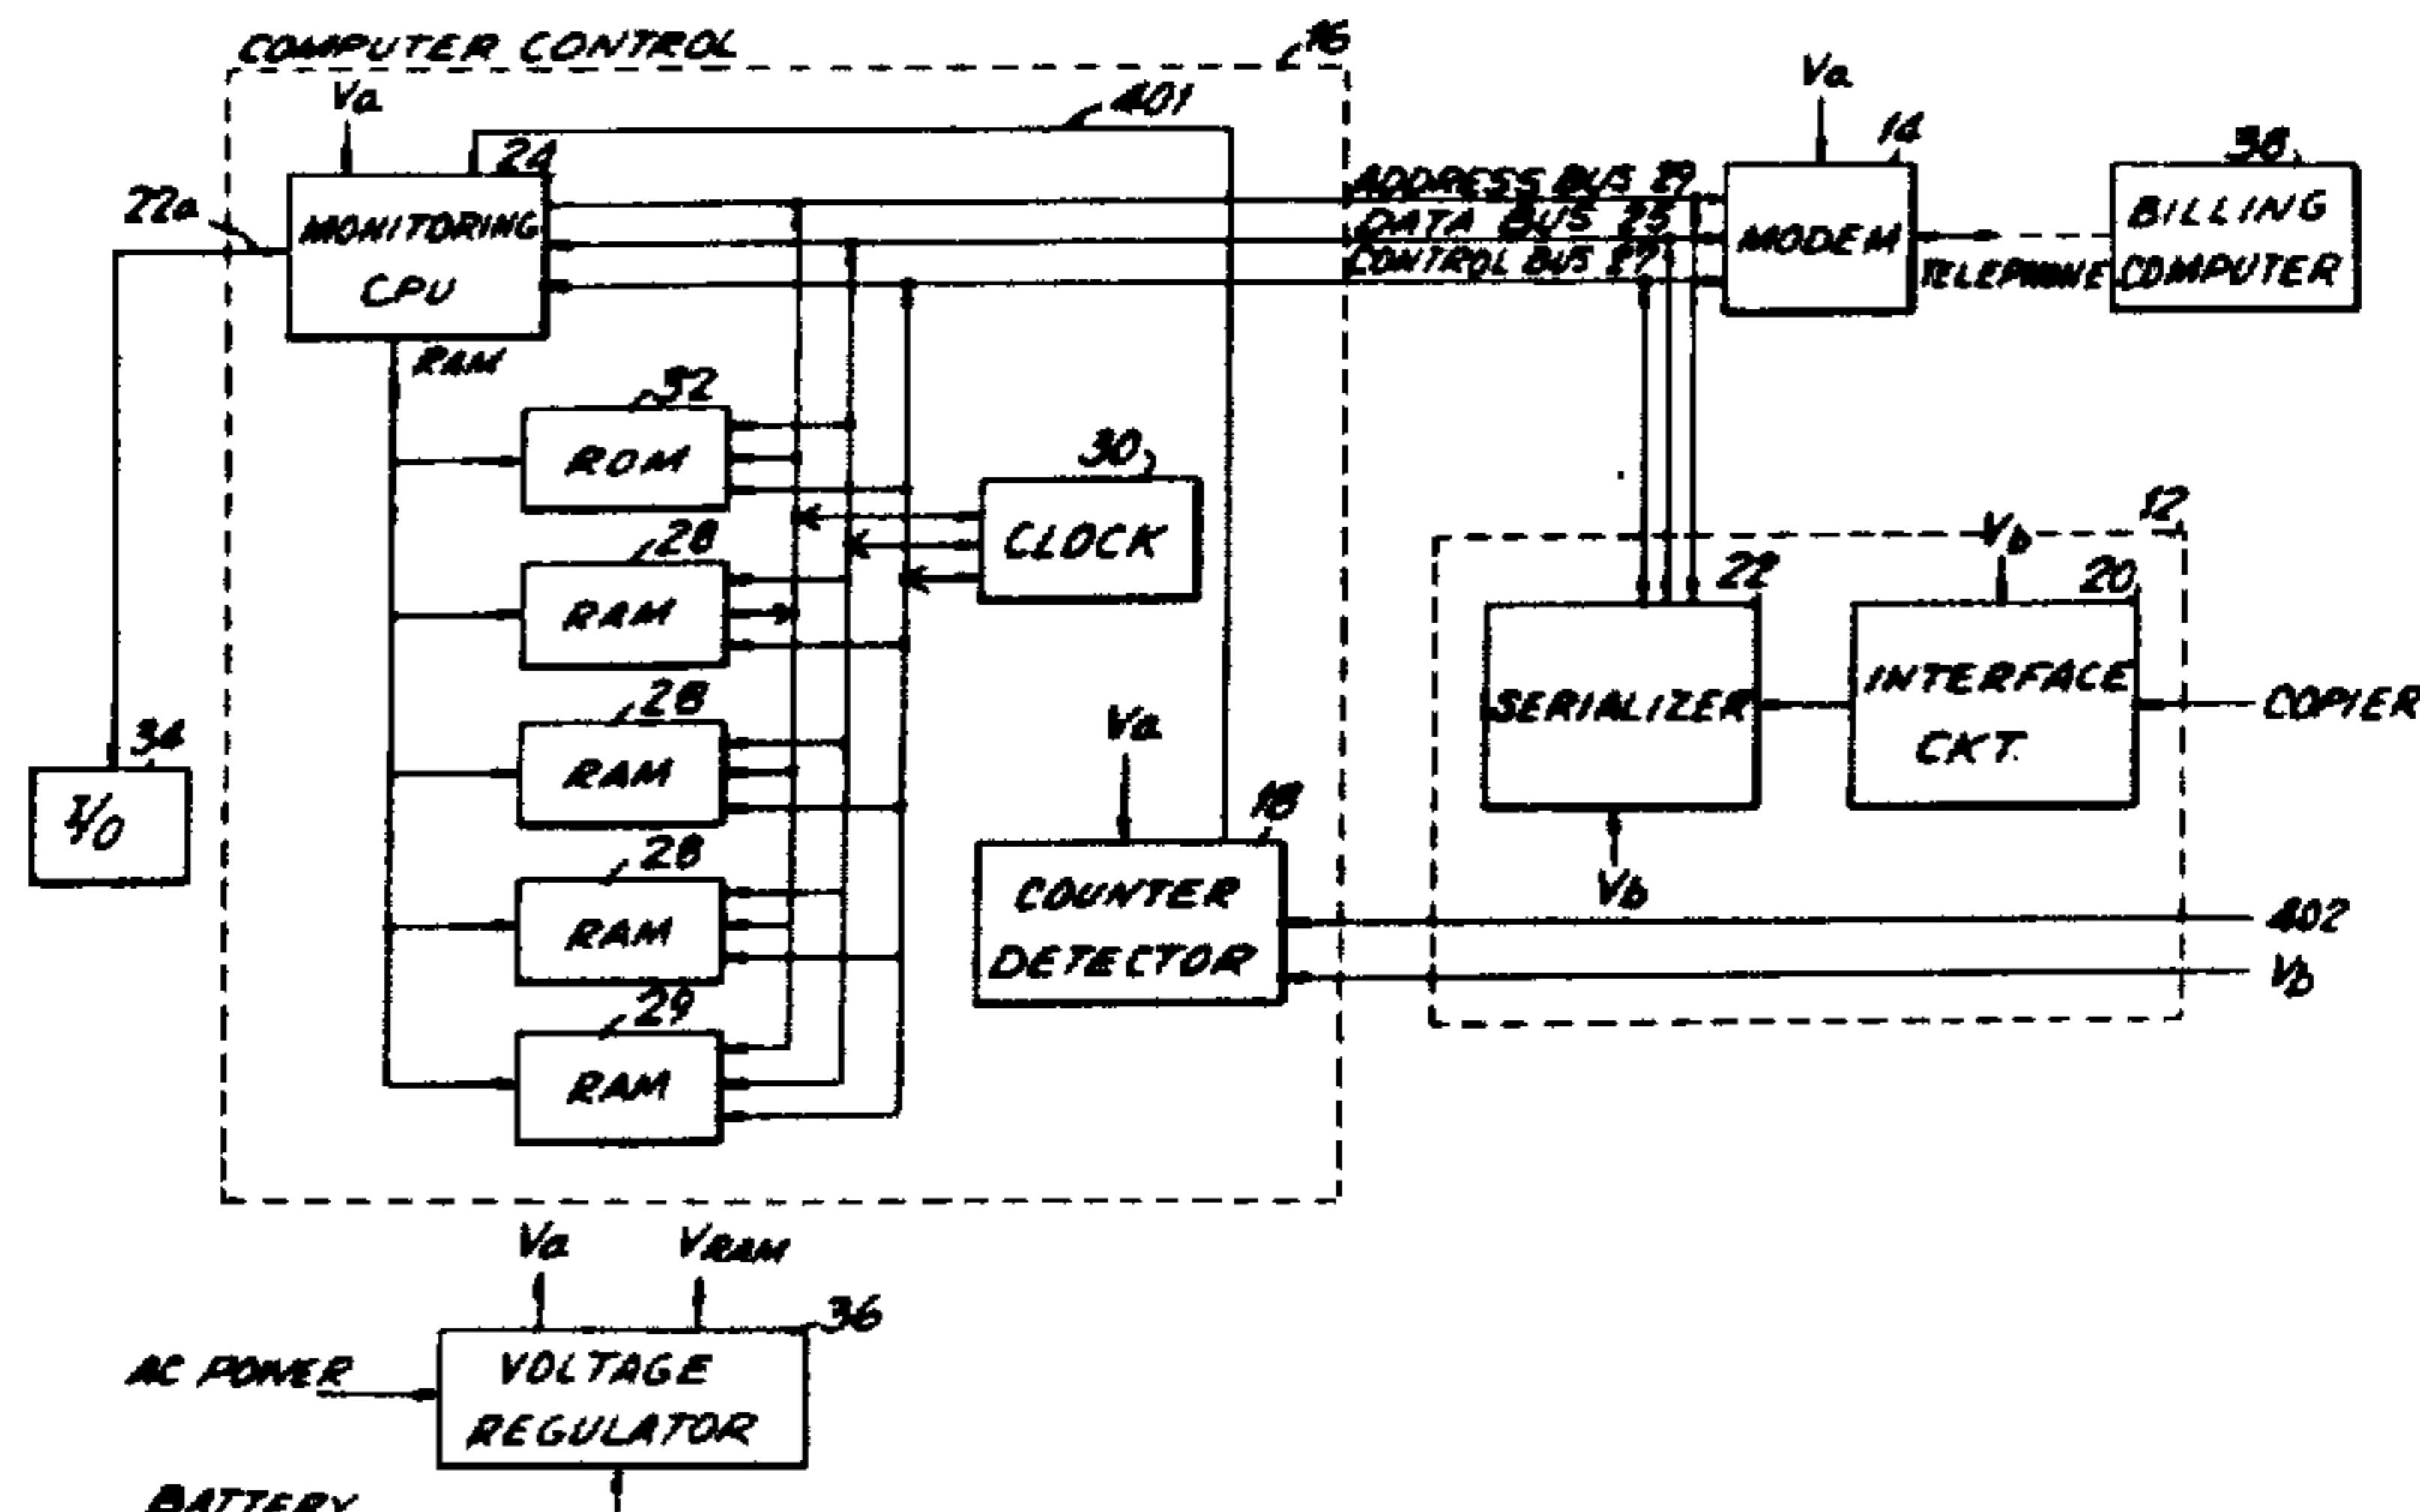 COMPUTER CONTROL
16
Va
401
24
22a
MONITORING
CPU
RAM
ADDRESS BUS
DATA BUS 25
CONTROL BUS 27
Va
14
MODEM
TELEPHONE
BILLING
COMPUTER
32
ROM
28
RAM
28
RAM
28
RAM
29
RAM
30
CLOCK
34
I/O
Va
18
COUNTER
DETECTOR
12
Vb
22
SERIALIZER
Vb
20
INTERFACE
CKT.
COPIER
402
Vb
Va
VRAM
36
AC POWER
VOLTAGE
REGULATOR
BATTERY